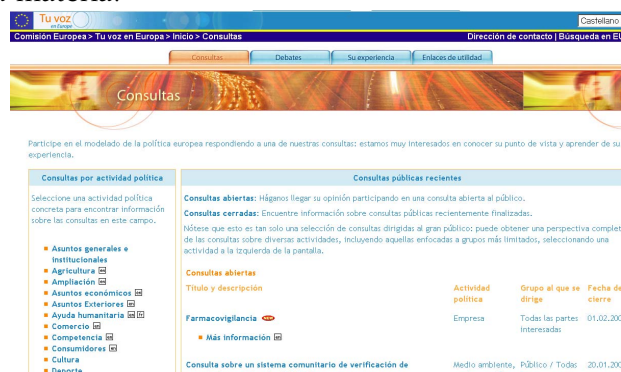 Tu voz
en Europa
Castellano
Comisión Europea > Tu voz en Europa > Inicio > Consultas
Dirección de contacto | Búsqueda en EU
Consultas
Debates
Su experiencia
Enlaces de utilidad
Consultas
Participe en el modelado de la política europea respondiendo a una de nuestras consultas: estamos muy interesados en conocer su punto de vista y aprender de su
experiencia.
Consultas por actividad política
Seleccione una actividad política
concreta para encontrar información
sobre las consultas en este campo.
Asuntos generales e
institucionales
Agricultura
Ampliación
Asuntos económicos
Asuntos Exteriores
Ayuda humanitaria
Comercio
Competencia
Consumidores
Cultura
Deporte
Consultas públicas recientes
Consultas abiertas: Háganos llegar su opinión participando en una consulta abierta al público.
Consultas cerradas: Encuentre información sobre consultas públicas recientemente finalizadas.
Nótese que esto es tan solo una selección de consultas dirigidas al gran público: puede obtener una perspectiva complet
de las consultas sobre diversas actividades, incluyendo aquellas enfocadas a grupos más limitados, seleccionando una
actividad a la izquierda de la pantalla.
Consultas abiertas
Título y descripción
Actividad
política
Grupo al que se
dirige
Fecha de
cierre
Farmacovigilancia
Empresa
Todas las partes
interesadas
01.02.200
Más información
Consulta sobre un sistema comunitario de verificación de
Medio ambiente,
Público / Todas
20.01.200